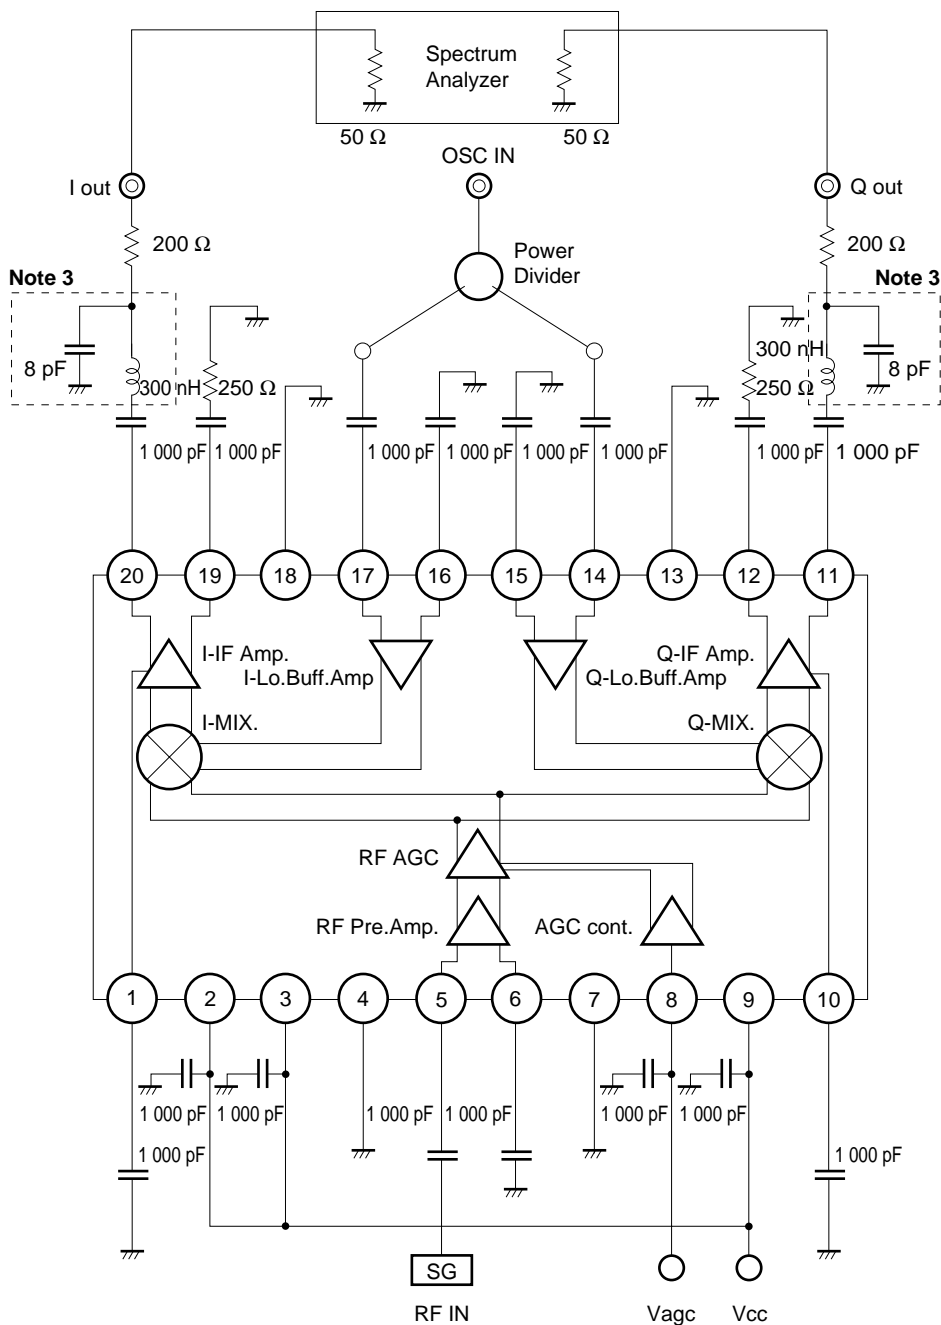 Spectrum
Analyzer
50 Ω
50 Ω
OSC IN
I out
Q out
200 Ω
Power
Divider
200 Ω
Note 3
Note 3
8 pF
300 nH
250 Ω
300 nH
250 Ω
8 pF
1 000 pF
1 000 pF
1 000 pF
1 000 pF
1 000 pF
1 000 pF
1 000 pF
1 000 pF
20
19
18
17
16
15
14
13
12
11
I-IF Amp.
I-Lo.Buff.Amp
Q-IF Amp.
Q-Lo.Buff.Amp
I-MIX.
Q-MIX.
RF AGC
RF Pre.Amp.
AGC cont.
1
2
3
4
5
6
7
8
9
10
1 000 pF
1 000 pF
1 000 pF
1 000 pF
1 000 pF
1 000 pF
1 000 pF
1 000 pF
SG
RF IN
Vagc
Vcc